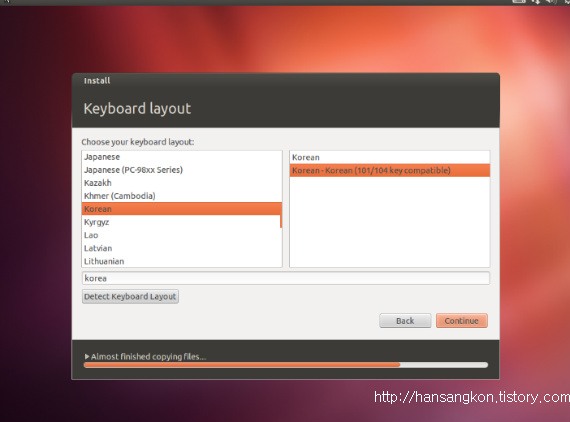 Install
Keyboard layout
Choose your keyboard layout:
Japanese
Japanese (PC-98xx Series)
Kazakh
Khmer (Cambodia)
Korean
Kyrgyz
Lao
Latvian
Lithuanian
Korean
Korean - Korean (101/104 key compatible)
korea
Detect Keyboard Layout
Back
Continue
Almost finished copying files...
http://hansangkon.tistory.com